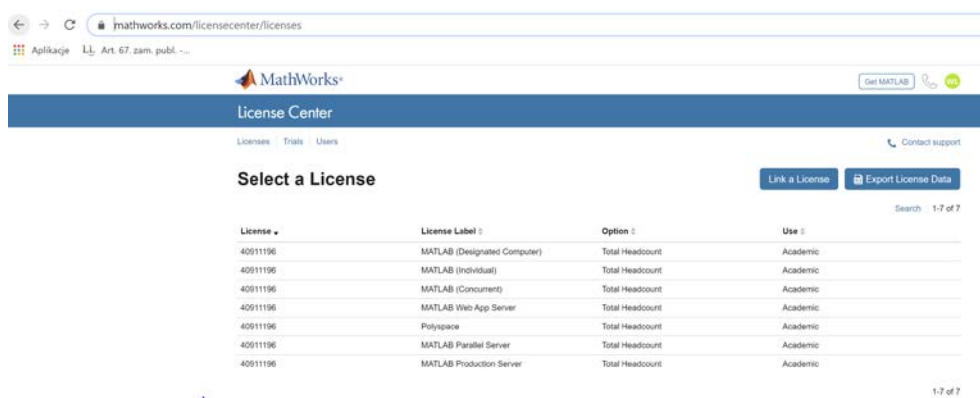 mathworks.com/licensecenter/licenses
Aplikacje LL Art. 67. zam. publ. -...
MathWorks®
Get MATLAB WŁ
License Center
Licenses Trials Users
Contact support
Select a License
Link a License Export License Data
Search 1-7 of 7
License License Label Option Use
40911196 MATLAB (Designated Computer) Total Headcount Academic
40911196 MATLAB (Individual) Total Headcount Academic
40911196 MATLAB (Concurrent) Total Headcount Academic
40911196 MATLAB Web App Server Total Headcount Academic
40911196 Polyspace Total Headcount Academic
40911196 MATLAB Parallel Server Total Headcount Academic
40911196 MATLAB Production Server Total Headcount Academic
1-7 of 7